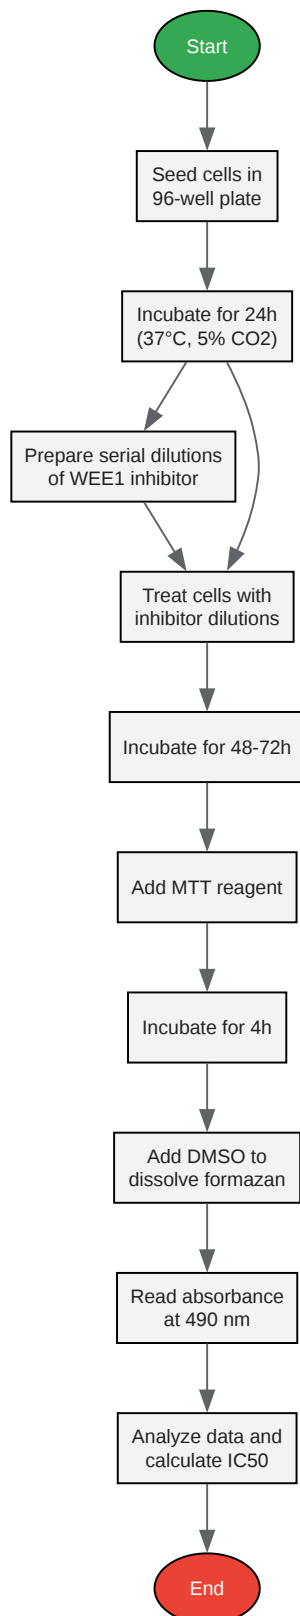 Start
Seed cells in
96-well plate
Incubate for 24h
(37°C, 5% CO2)
Prepare serial dilutions
of WEE1 inhibitor
Treat cells with
inhibitor dilutions
Incubate for 48-72h
Add MTT reagent
Incubate for 4h
Add DMSO to
dissolve formazan
Read absorbance
at 490 nm
Analyze data and
calculate IC50
End